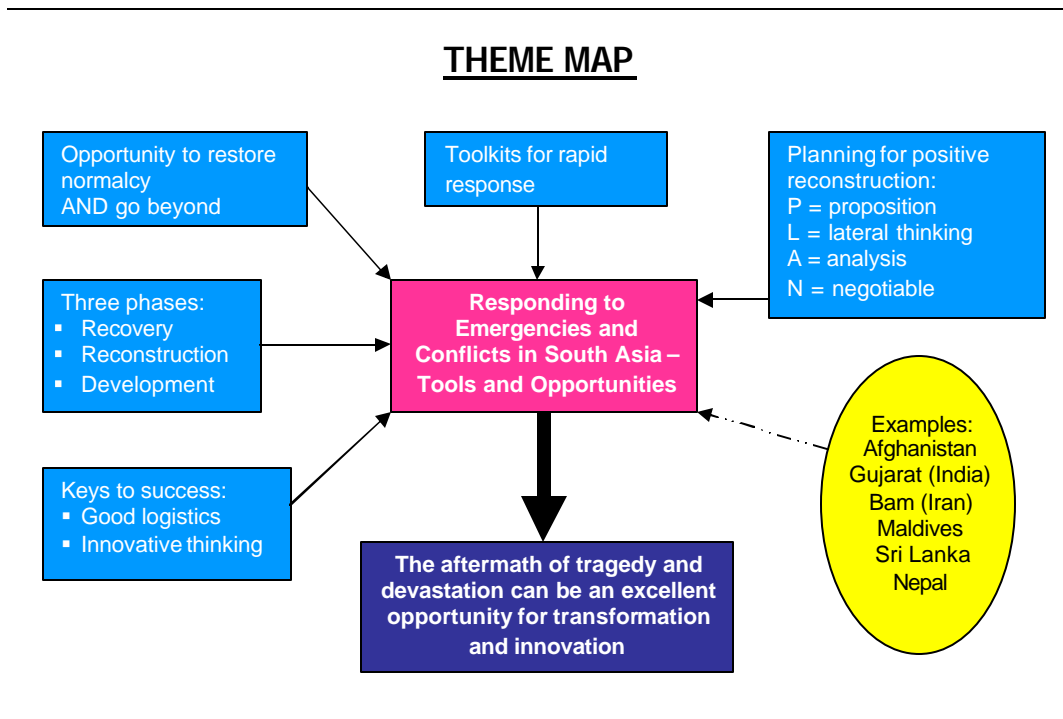 THEME MAP
Opportunity to restore
normalcy
AND go beyond
Toolkits for rapid
response
Planning for positive
reconstruction:
P = proposition
L = lateral thinking
A = analysis
N = negotiable
Three phases:
▪ Recovery
▪ Reconstruction
▪ Development
Responding to
Emergencies and
Conflicts in South Asia –
Tools and Opportunities
Keys to success:
▪ Good logistics
▪ Innovative thinking
Examples:
Afghanistan
Gujarat (India)
Bam (Iran)
Maldives
Sri Lanka
Nepal
The aftermath of tragedy and
devastation can be an excellent
opportunity for transformation
and innovation